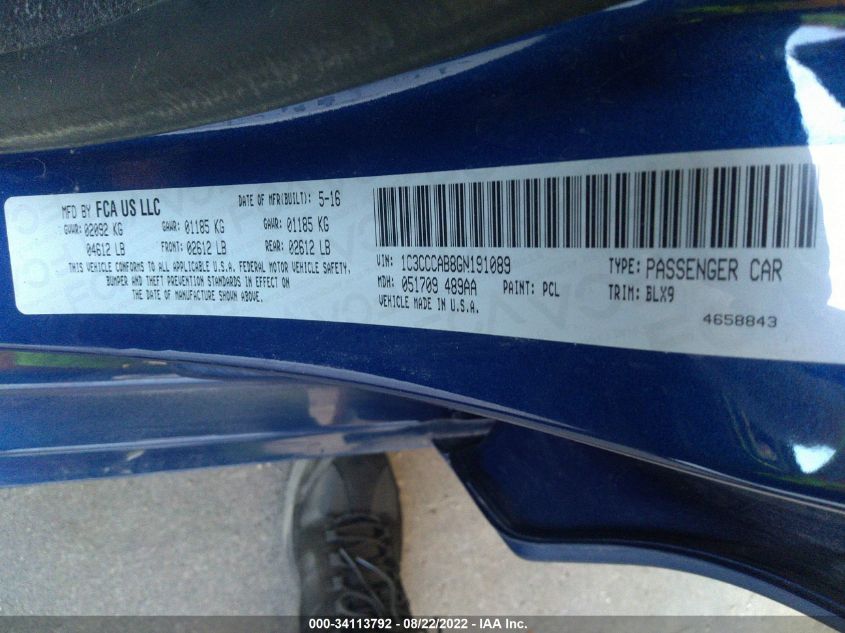 MFD BY FCA US LLC DATE OF MFR(BUILT): 5-16
GVWR: 02092 KG GAWR: 01185 KG GAWR: 01185 KG
04612 LB FRONT: 02612 LB REAR: 02612 LB
THIS VEHICLE CONFORMS TO ALL APPLICABLE U.S.A. FEDERAL MOTOR VEHICLE SAFETY,
BUMPER AND THEFT PREVENTION STANDARDS IN EFFECT ON
THE DATE OF MANUFACTURE SHOWN ABOVE.
VIN: 1C3CCCAB8GN191089 TYPE: PASSENGER CAR
MDH: 051709 489AA PAINT: PCL TRIM: BLX9
VEHICLE MADE IN U.S.A.
4658843
000-34113792 - 08/22/2022 - IAA Inc.